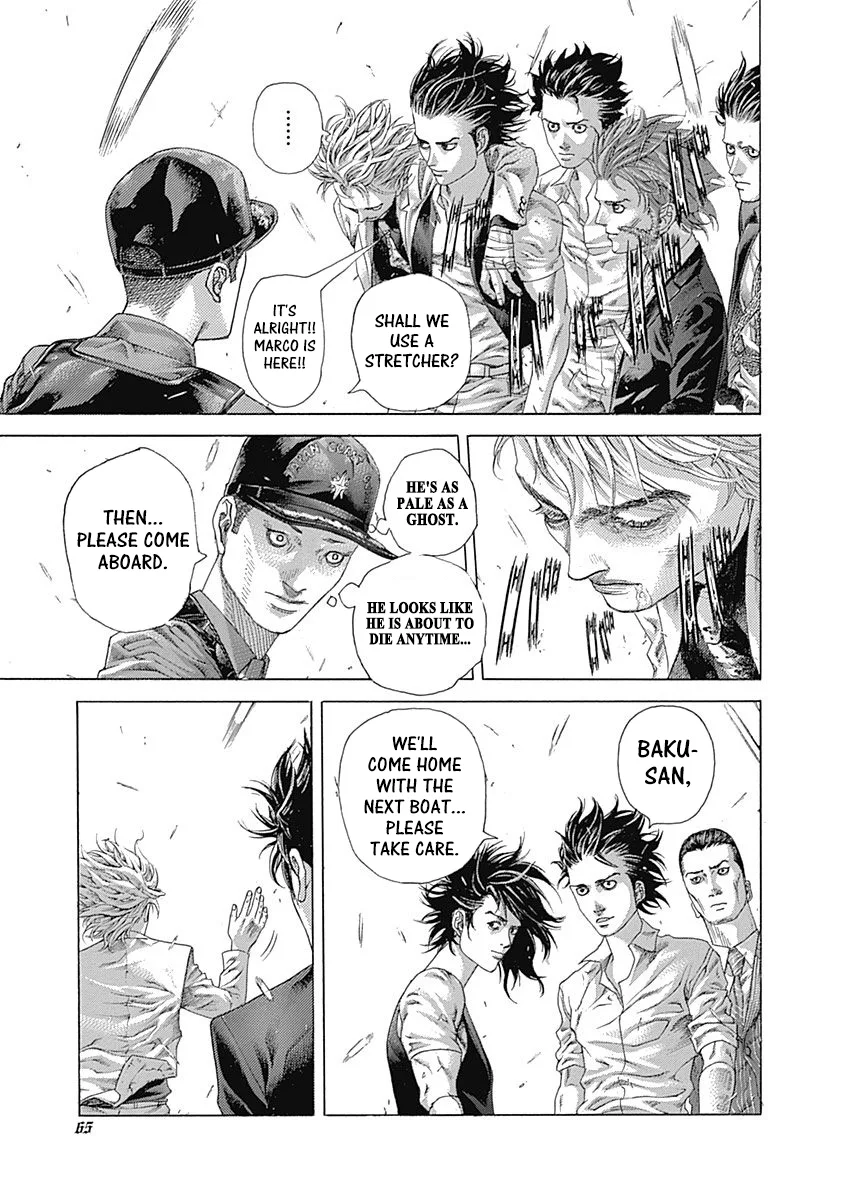 ......
SHALL WE
USE A
STRETCHER?
IT'S
ALRIGHT!!
MARCO IS
HERE!!
HE'S AS
PALE AS A
GHOST.
HE LOOKS LIKE
HE IS ABOUT TO
DIE ANYTIME...
THEN...
PLEASE COME
ABOARD.
BAKU-
SAN,
WE'LL
COME HOME
WITH THE
NEXT BOAT...
PLEASE
TAKE CARE.
65